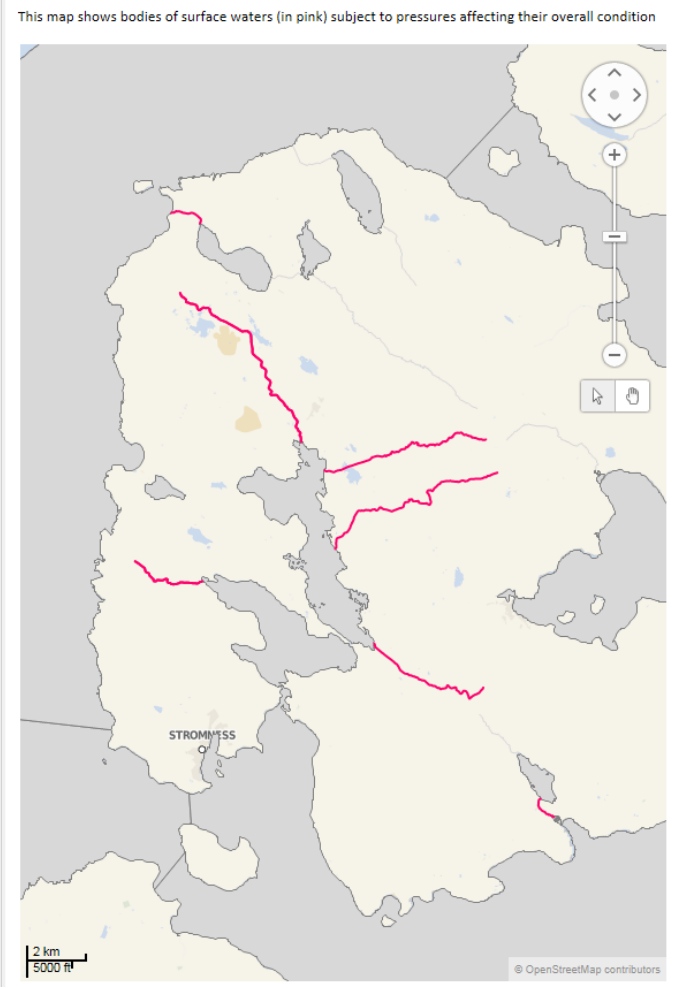 This map shows bodies of surface waters (in pink) subject to pressures affecting their overall condition
STROMNESS
2 km
5000 ft
© OpenStreetMap contributors